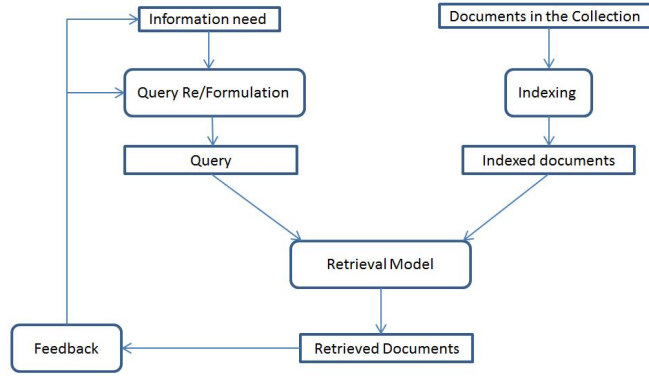 Information need
Documents in the Collection
Query Re/Formulation
Indexing
Query
Indexed documents
Retrieval Model
Feedback
Retrieved Documents